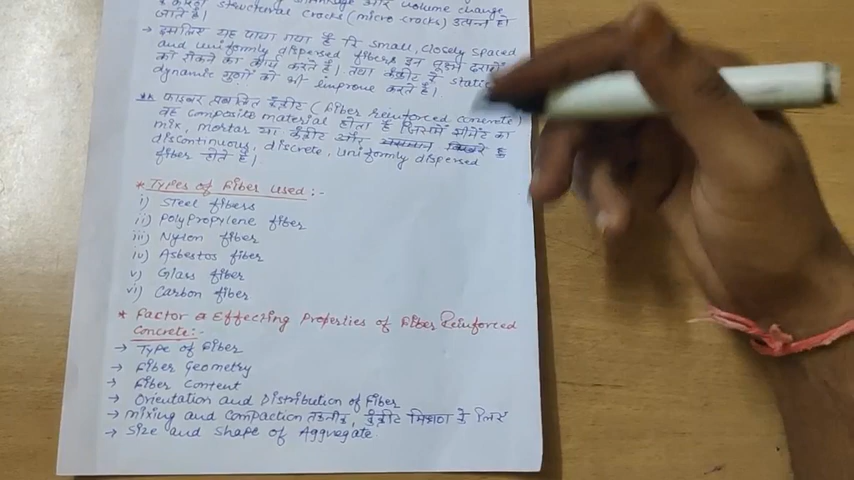 structural cracks (micro cracks) उत्पन्न हो
जाते हैं।
→ इसलिए यह पाया गया है कि small, closely spaced
and uniformly dispersed fibers इन सूक्ष्म दरारों
को रोकने का कार्य करते हैं। तथा कंक्रीट के static
dynamic गुणों को भी improve करते हैं।
** फाइबर प्रबलित कंक्रीट (fiber reinforced concrete)
वह composite material होता है जिसमें सीमेंट का
mix, mortar या कंक्रीट और
discontinuous, discrete, uniformly dispersed
fiber होते हैं।
* Types of fiber used:-
i) Steel fibers
ii) Polypropylene fiber
iii) Nylon fiber
iv) Asbestos fiber
v) Glass fiber
vi) Carbon fiber
* Factor a Effecting Properties of Fiber Reinforced
Concrete:-
→ Type of fiber
→ Fiber Geometry
→ Fiber Content
→ Orientation and Distribution of Fiber
→ mixing and compaction तकनीक, कंक्रीट मिश्रण के लिए
→ Size and Shape of Aggregate